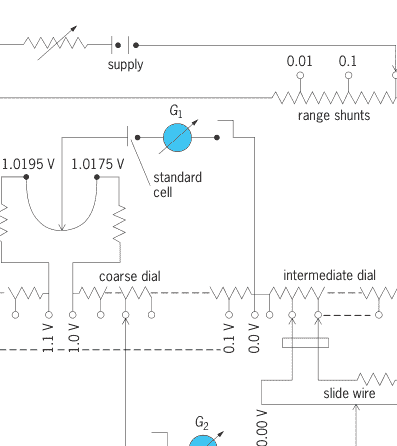 supply
0.01 0.1
range shunts
G1
1.0195 V 1.0175 V
standard
cell
coarse dial
intermediate dial
1.1 V
1.0 V
0.1 V
0.0 V
slide wire
0.00 V
G2